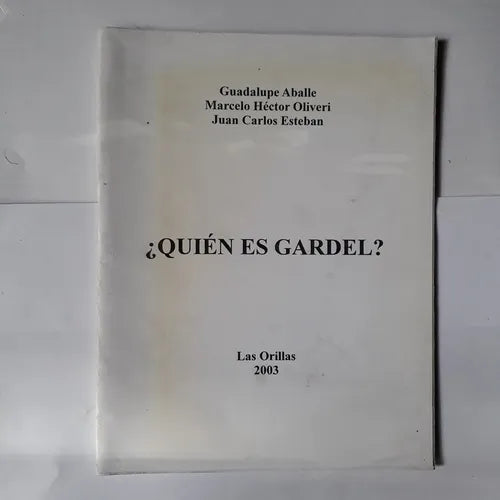 Guadalupe Aballe
Marcelo Héctor Oliveri
Juan Carlos Esteban
¿QUIÉN ES GARDEL?
Las Orillas
2003